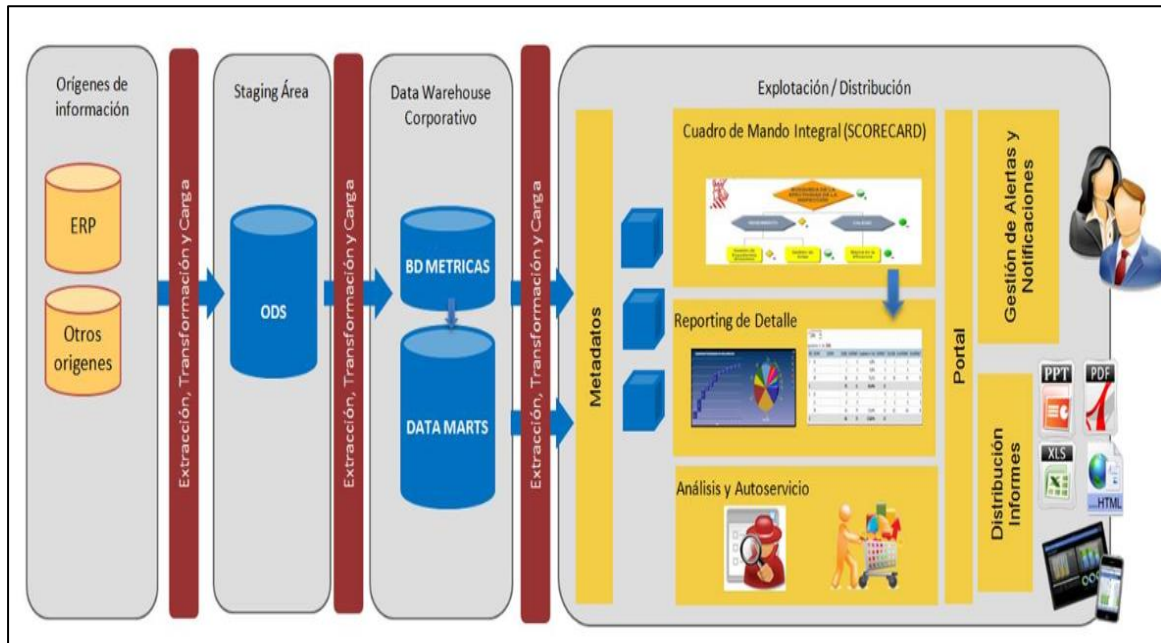 Orígenes de
información
ERP
Otros
origenes
Extracción, Transformación y Carga
Staging Área
ODS
Extracción, Transformación y Carga
Data Warehouse
Corporativo
BD METRICAS
DATA MARTS
Extracción, Transformación y Carga
Explotación / Distribución
Metadatos
Cuadro de Mando Integral (SCORECARD)
Reporting de Detalle
Análisis y Autoservicio
Portal
Gestión de Alertas y
Notificaciones
Distribución
Informes
PPT
PDF
XLS
.HTML